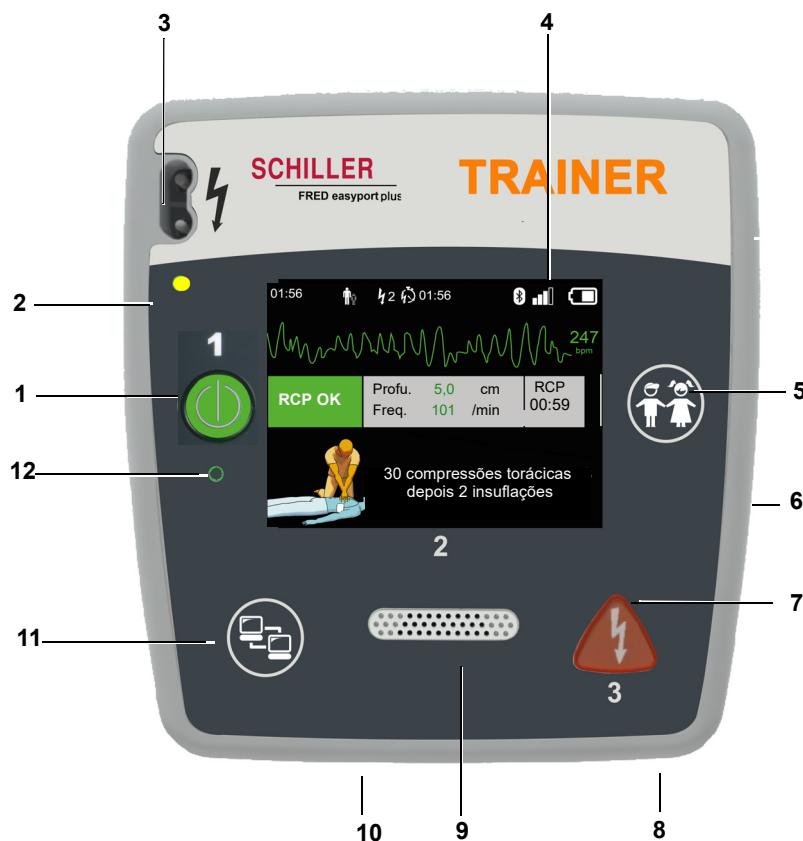 3
4
SCHILLER
FRED easyport plus
TRAINER
01:56 2 01:56
247
bpm
2
1
1
RCP OK
Profu. 5,0 cm
Freq. 101 /min
RCP
00:59
5
12
30 compressões torácicas
depois 2 insuflações
6
2
7
11
3
10
9
8